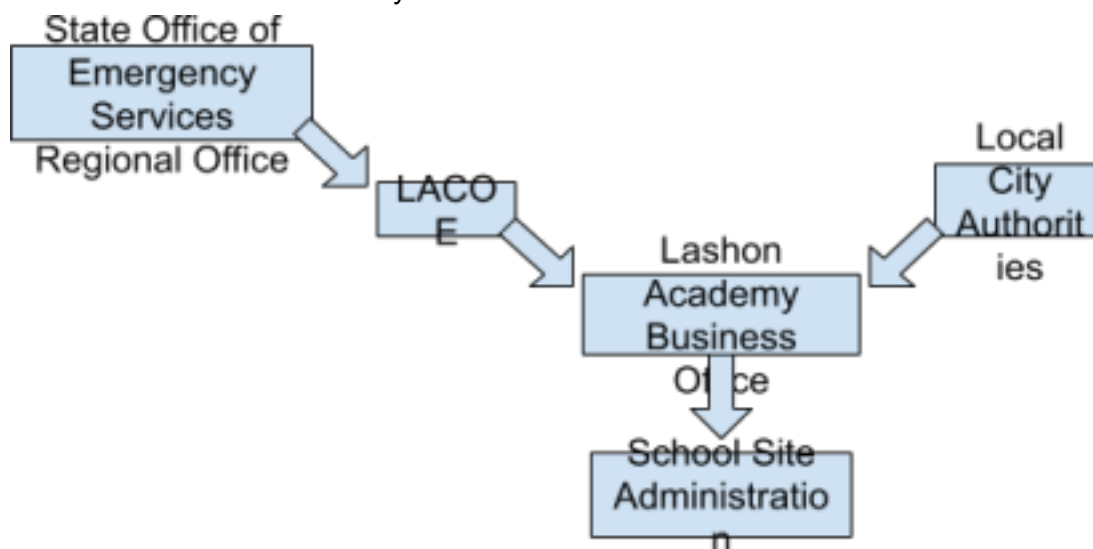 State Office of
Emergency
Services
Regional Office
LACO
E
Local
City
Authorit
ies
Lashon
Academy
Business
Office
School Site
Administratio
n